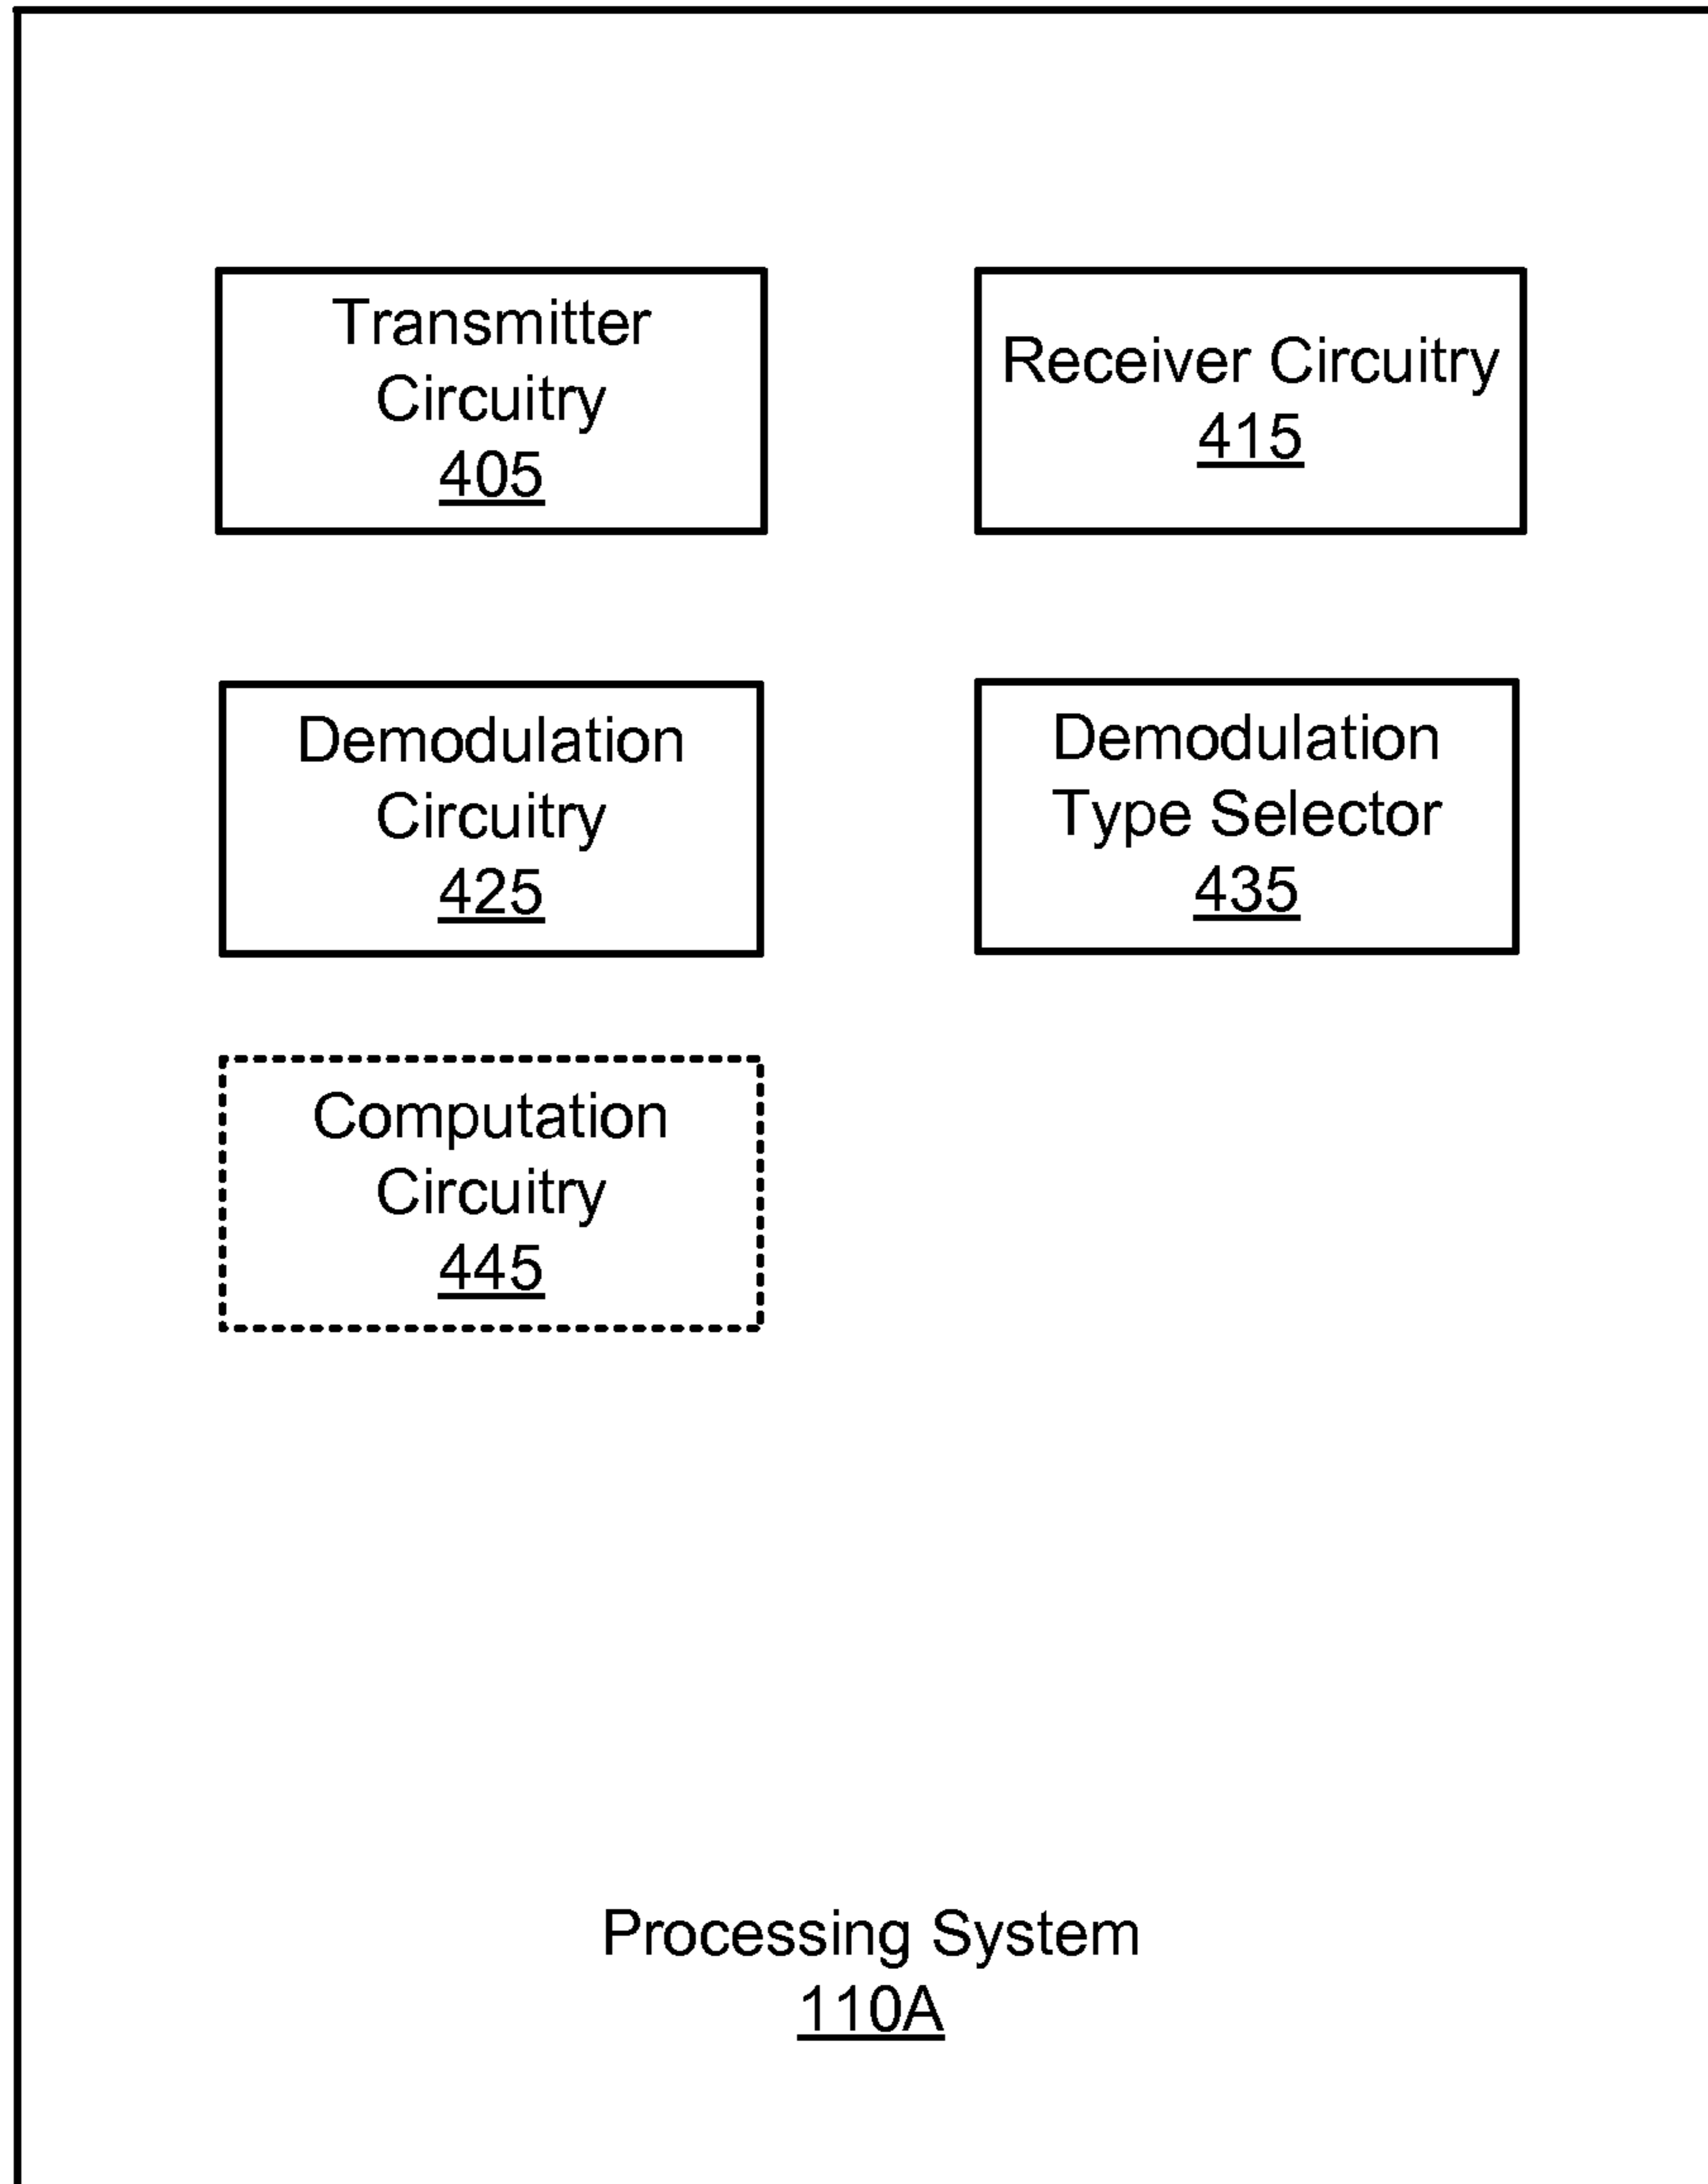 Transmitter
Circuitry
405
Receiver Circuitry
415
Demodulation
Circuitry
425
Demodulation
Type Selector
435
Computation
Circuitry
445
Processing System
110A